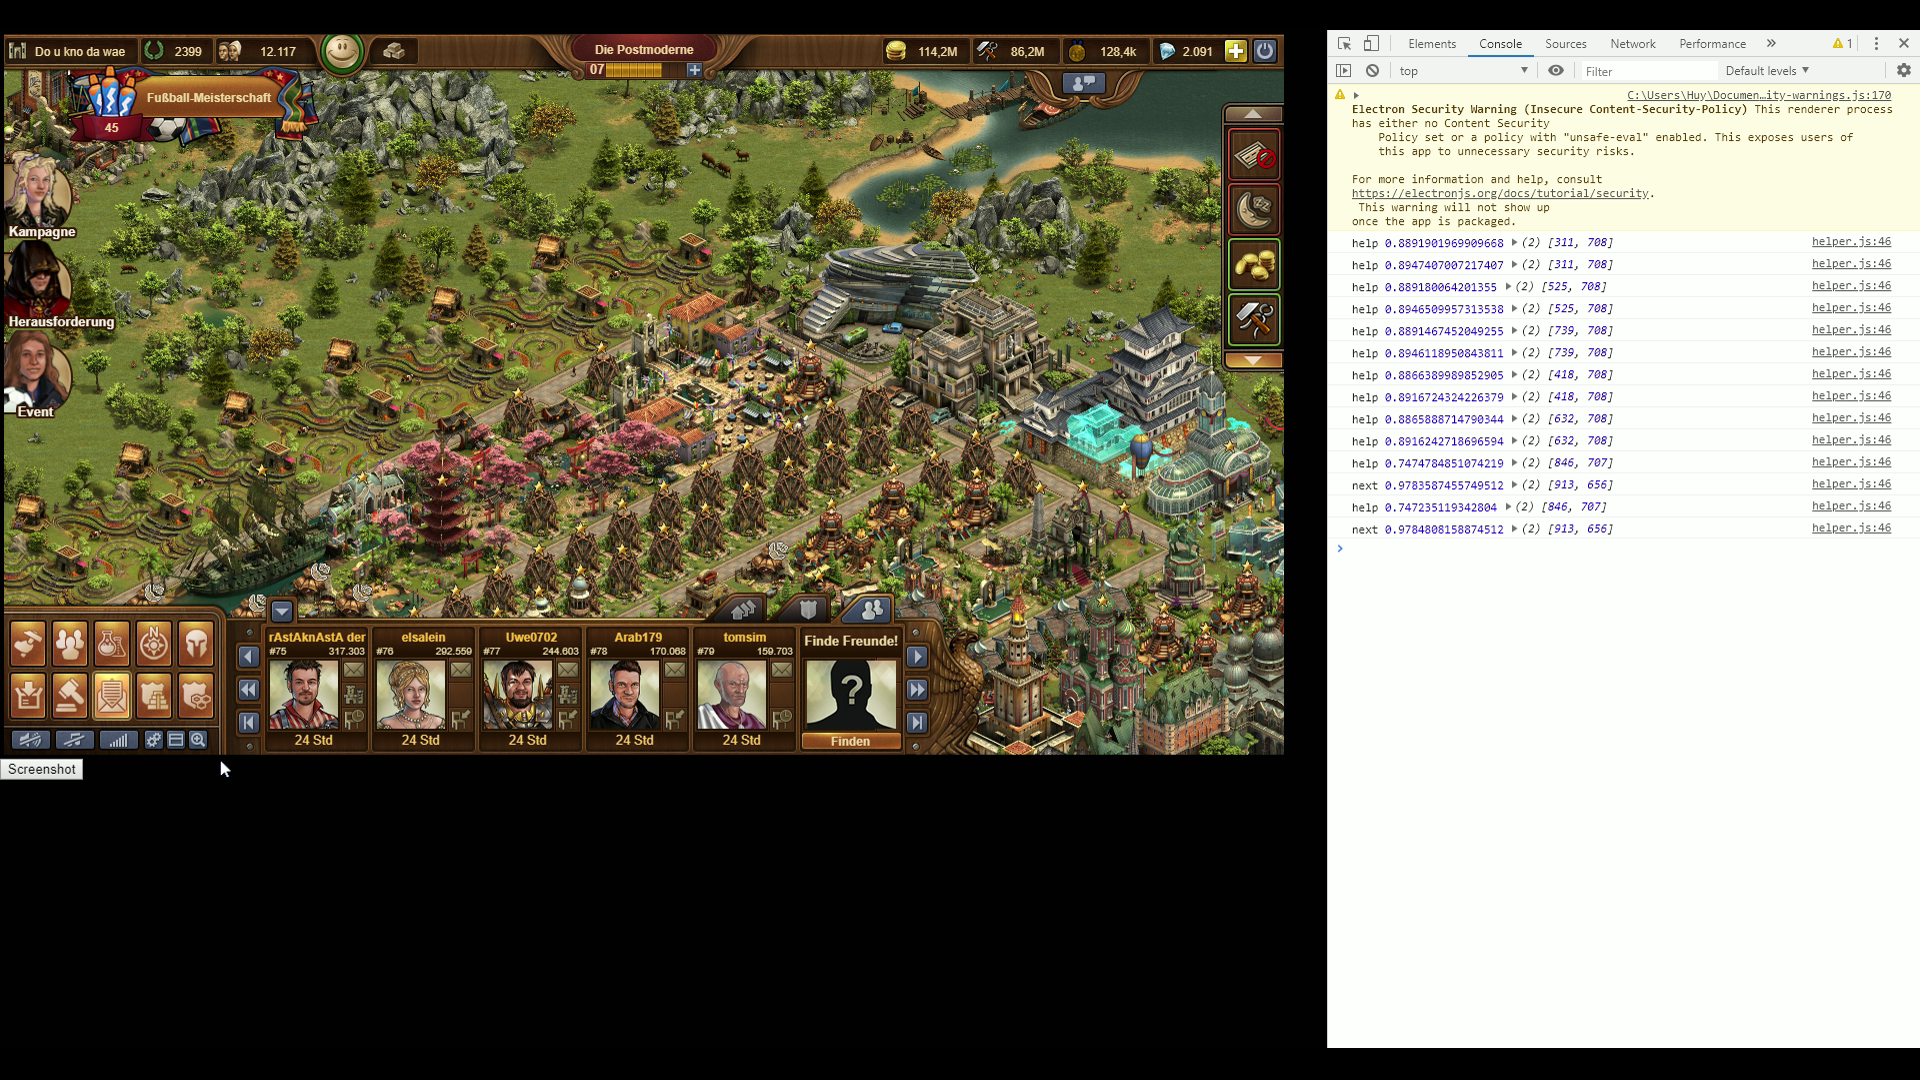 Do u kno da wae
2399
12.117
Die Postmoderne
07
114,2M
86,2M
128,4k
2.091
Fußball-Meisterschaft
45
Kampagne
Herausforderung
Event
rAstAknAstA der
#75 317.303
24 Std
elsalein
#76 292.559
24 Std
Uwe0702
#77 244.603
24 Std
Arab179
#78 170.068
24 Std
tomsim
#79 159.703
24 Std
Finde Freunde!
?
Finden
N
Screenshot
Elements Console Sources Network Performance » 1
top Filter Default levels
C:\Users\Huy\Documen…ity-warnings.js:170
Electron Security Warning (Insecure Content-Security-Policy) This renderer process
has either no Content Security
Policy set or a policy with "unsafe-eval" enabled. This exposes users of
this app to unnecessary security risks.
For more information and help, consult
https://electronjs.org/docs/tutorial/security.
This warning will not show up
once the app is packaged.
help 0.8891901969909668 (2) [311, 708] helper.js:46
help 0.8947407007217407 (2) [311, 708] helper.js:46
help 0.889180064201355 (2) [525, 708] helper.js:46
help 0.8946509957313538 (2) [525, 708] helper.js:46
help 0.8891467452049255 (2) [739, 708] helper.js:46
help 0.8946118950843811 (2) [739, 708] helper.js:46
help 0.8866389989852905 (2) [418, 708] helper.js:46
help 0.8916724324226379 (2) [418, 708] helper.js:46
help 0.8865888714790344 (2) [632, 708] helper.js:46
help 0.8916242718696594 (2) [632, 708] helper.js:46
help 0.7474784851074219 (2) [846, 707] helper.js:46
next 0.9783587455749512 (2) [913, 656] helper.js:46
help 0.747235119342804 (2) [846, 707] helper.js:46
next 0.9784808158874512 (2) [913, 656] helper.js:46